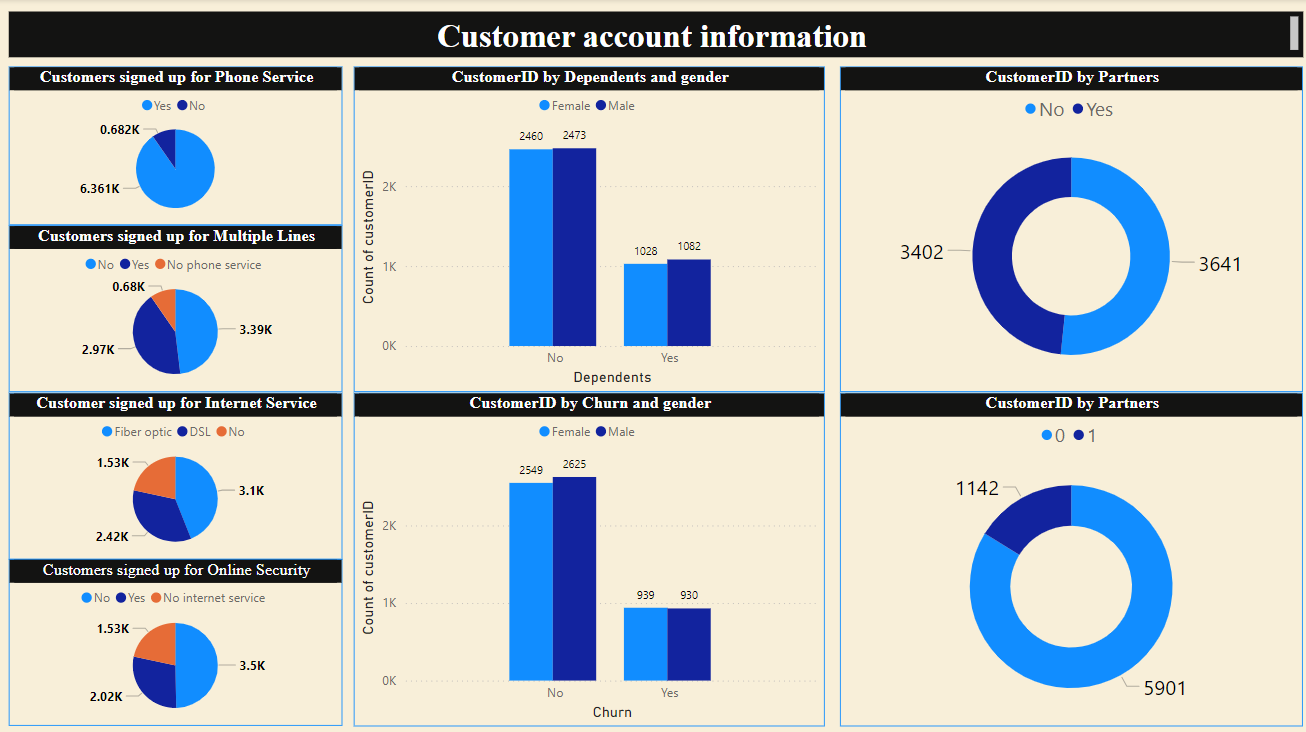 Customer account information
Customers signed up for Phone Service
Yes No
0.682K
6.361K
Customers signed up for Multiple Lines
No Yes No phone service
0.68K
3.39K
2.97K
Customer signed up for Internet Service
Fiber optic DSL No
1.53K
3.1K
2.42K
Customers signed up for Online Security
No Yes No internet service
1.53K
3.5K
2.02K
CustomerID by Dependents and gender
Female Male
2460 2473
2K
1028 1082
1K
0K
Count of customerID
No Yes
Dependents
CustomerID by Churn and gender
Female Male
2549 2625
2K
939 930
1K
0K
Count of customerID
No Yes
Churn
CustomerID by Partners
No Yes
3402
3641
CustomerID by Partners
0 1
1142
5901